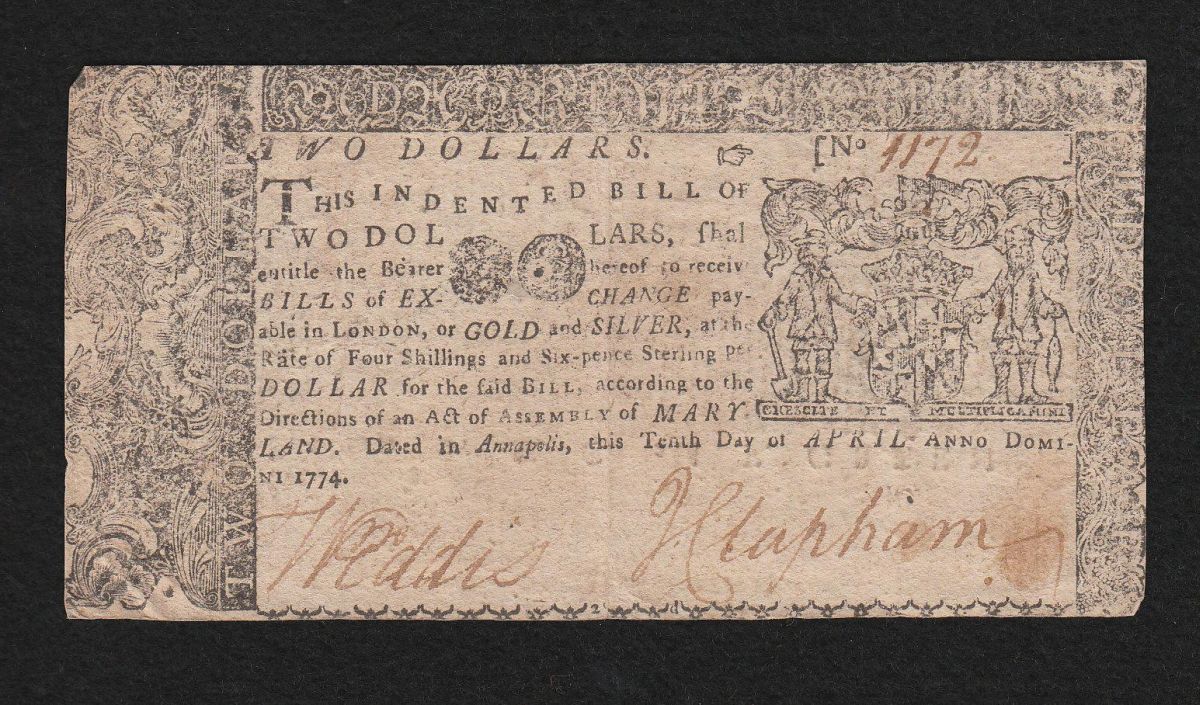 TWO DOLLARS. [No 1172 ]
THIS INDENTED BILL OF
TWO DOL LARS, ſhal
entitle the Bearer hereof to receive
BILLS of EX- CHANGE pay-
able in LONDON, or GOLD and SILVER, at the
Rate of Four Shillings and Six-pence Sterling per
DOLLAR for the ſaid BILL, according to the
Directions of an Act of ASSEMBLY of MARY-
LAND. Dated in Annapolis, this Tenth Day of APRIL ANNO DOMI-
NI 1774.
CRESCITE ET MULTIPLICAMINI
Wm Eddis J Clapham
TWO DOLLARS